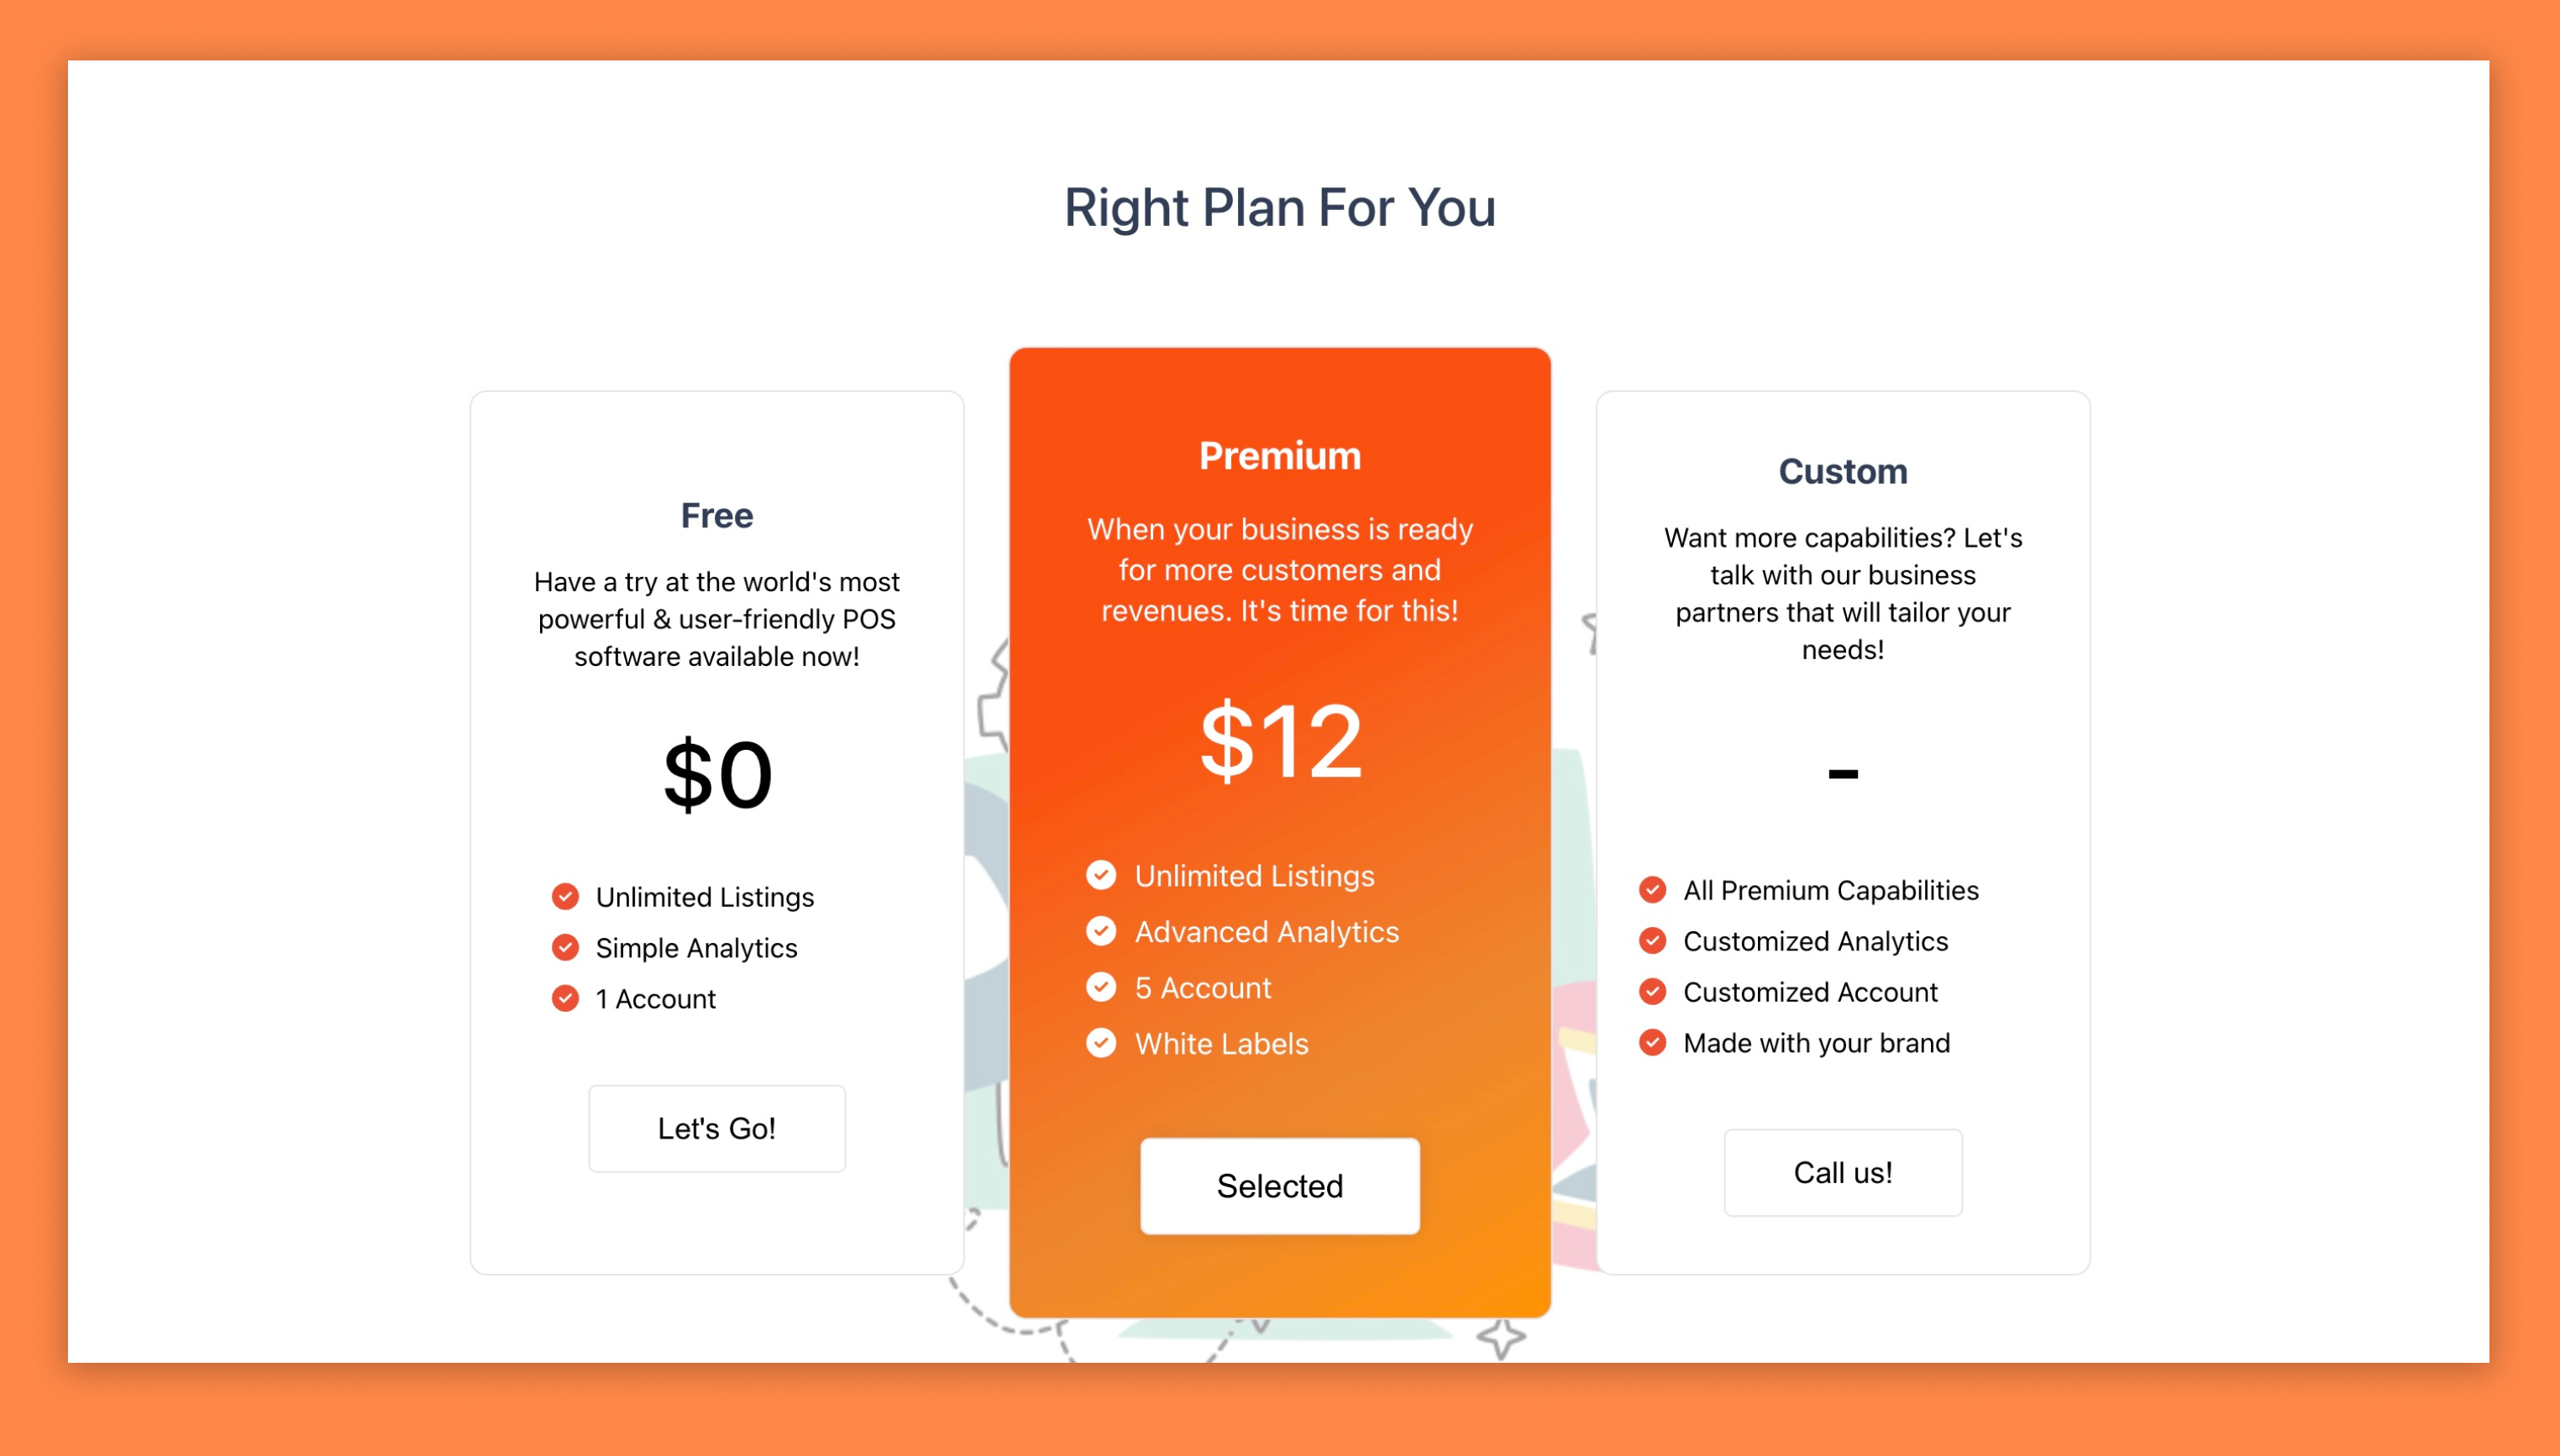 Right Plan For You
Free
Have a try at the world's most
powerful & user-friendly POS
software available now!
$0
Unlimited Listings
Simple Analytics
1 Account
Let's Go!
Premium
When your business is ready
for more customers and
revenues. It's time for this!
$12
Unlimited Listings
Advanced Analytics
5 Account
White Labels
Selected
Custom
Want more capabilities? Let's
talk with our business
partners that will tailor your
needs!
-
All Premium Capabilities
Customized Analytics
Customized Account
Made with your brand
Call us!